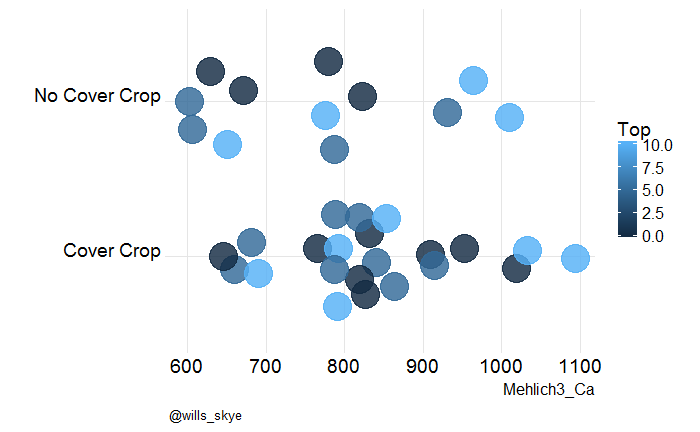 No Cover Crop
Cover Crop
600 700 800 900 1000 1100
Mehlich3_Ca
Top
10.0
7.5
5.0
2.5
0.0
@wills_skye